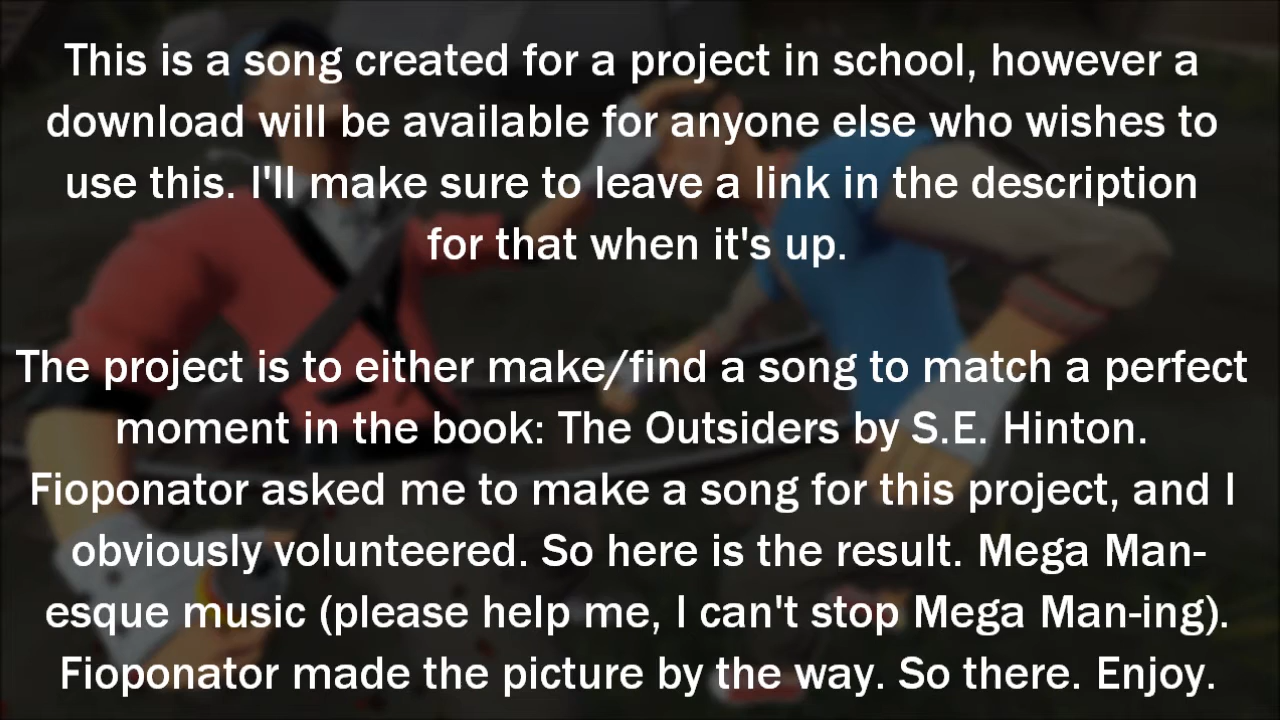 This is a song created for a project in school, however a
download will be available for anyone else who wishes to
use this. I'll make sure to leave a link in the description
for that when it's up.
The project is to either make/find a song to match a perfect
moment in the book: The Outsiders by S.E. Hinton.
Fioponator asked me to make a song for this project, and I
obviously volunteered. So here is the result. Mega Man-
esque music (please help me, I can't stop Mega Man-ing).
Fioponator made the picture by the way. So there. Enjoy.